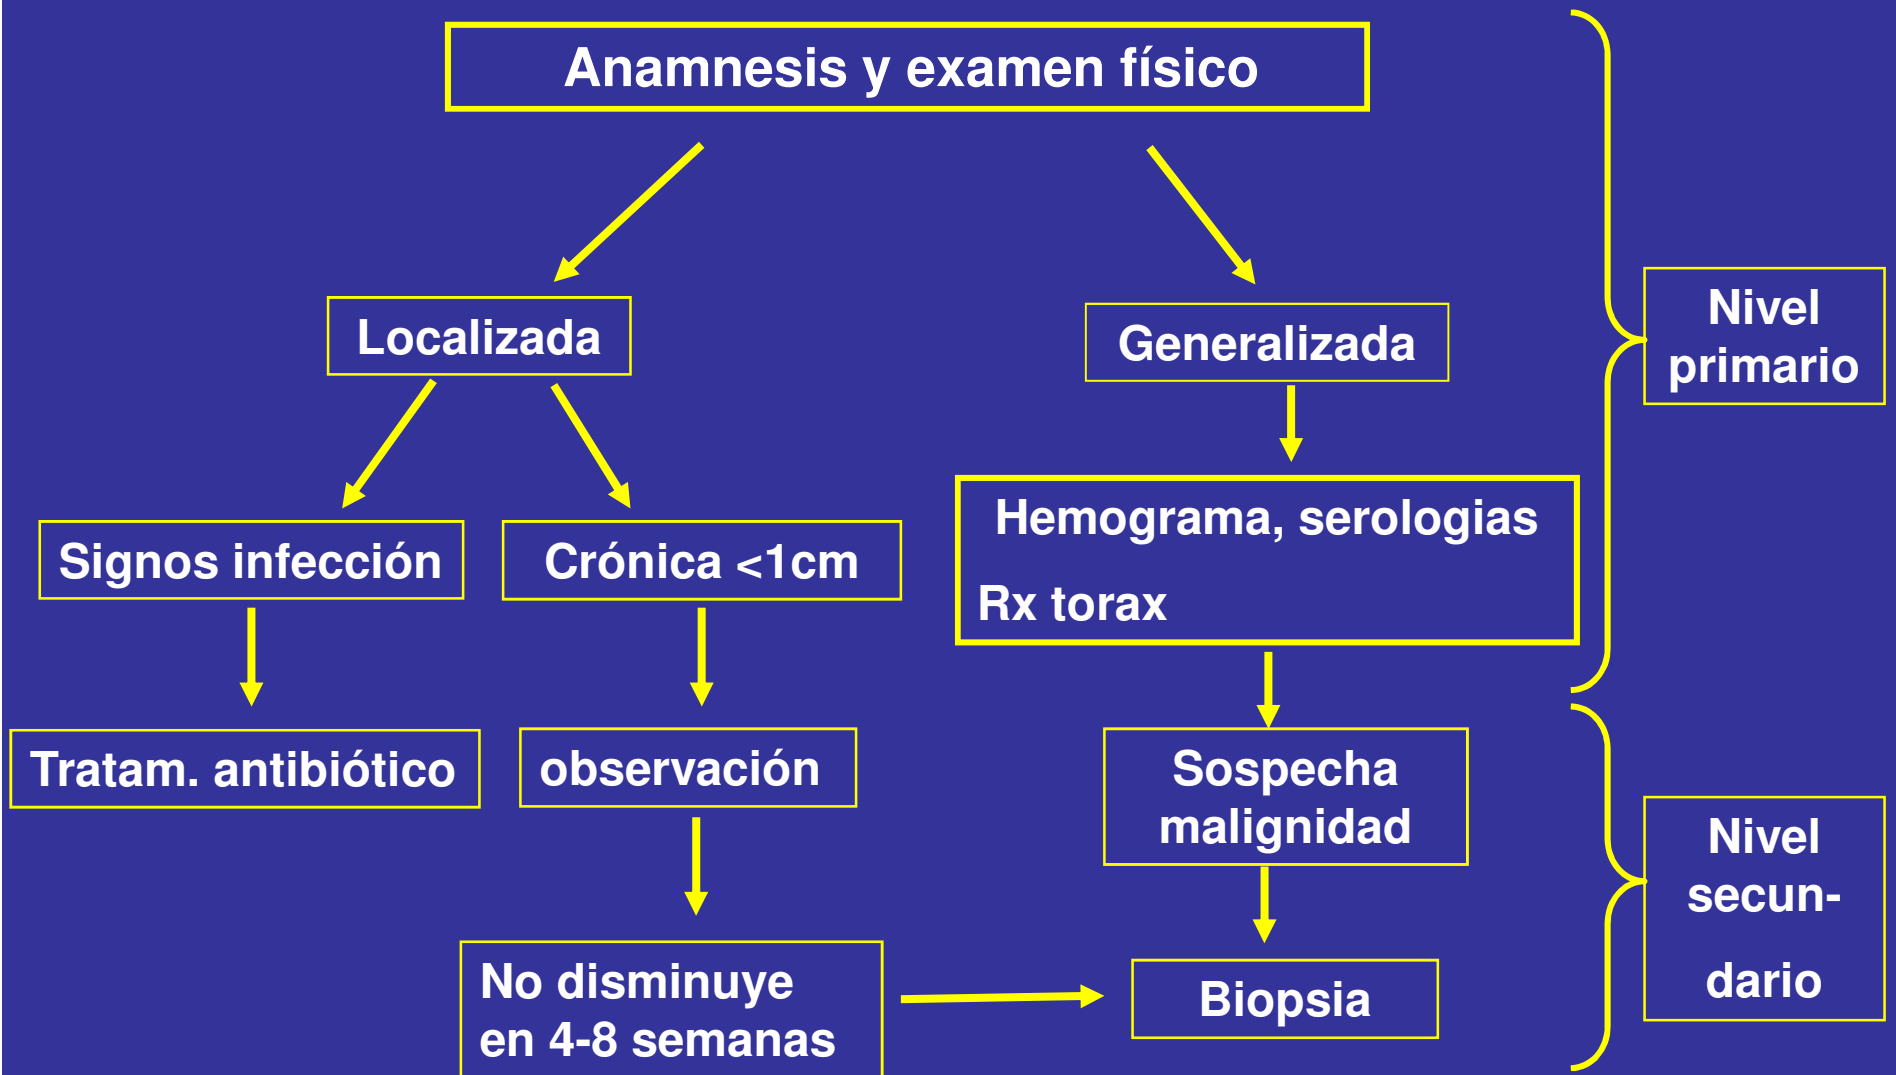 Anamnesis y examen físico
Localizada
Generalizada
Nivel
primario
Signos infección
Crónica <1cm
Hemograma, serologias
Rx torax
Tratam. antibiótico
observación
Sospecha
malignidad
Nivel
secun-
dario
No disminuye
en 4-8 semanas
Biopsia